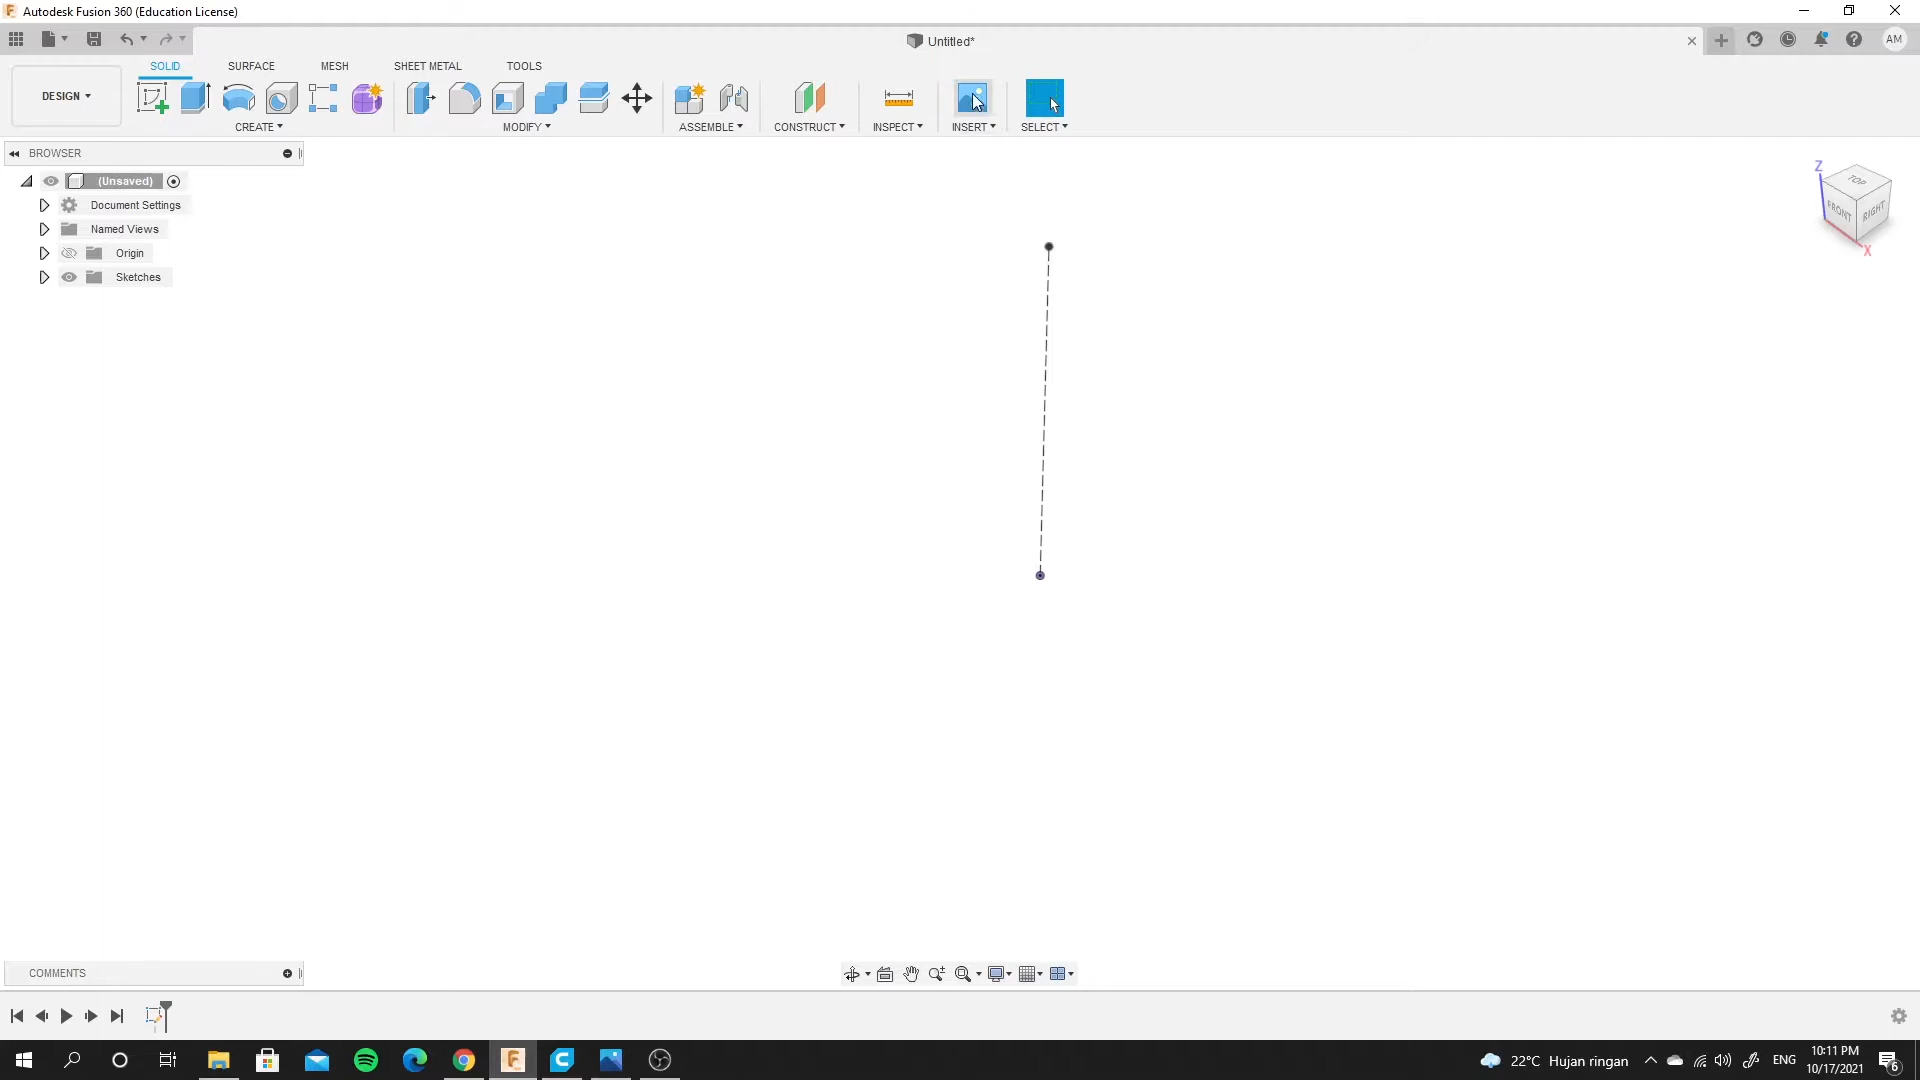 Autodesk Fusion 360 (Education License)
Untitled*
AM
DESIGN
SOLID
SURFACE
MESH
SHEET METAL
TOOLS
CREATE
MODIFY
ASSEMBLE
CONSTRUCT
INSPECT
INSERT
SELECT
BROWSER
(Unsaved)
Document Settings
Named Views
Origin
Sketches
Z
TOP
FRONT
RIGHT
X
COMMENTS
22°C Hujan ringan
ENG
10:11 PM
10/17/2021
6